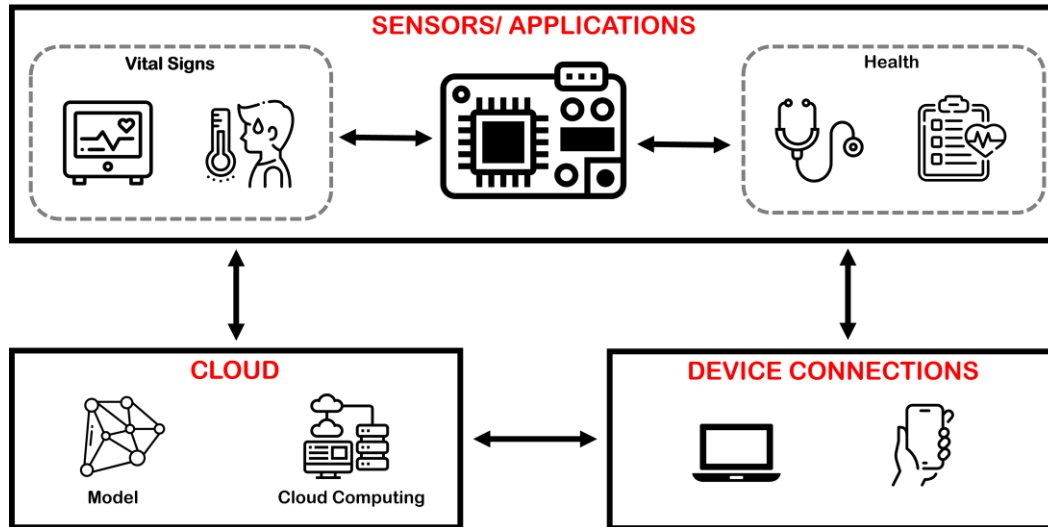 SENSORS/ APPLICATIONS
Vital Signs
Health
CLOUD
DEVICE CONNECTIONS
Model
Cloud Computing